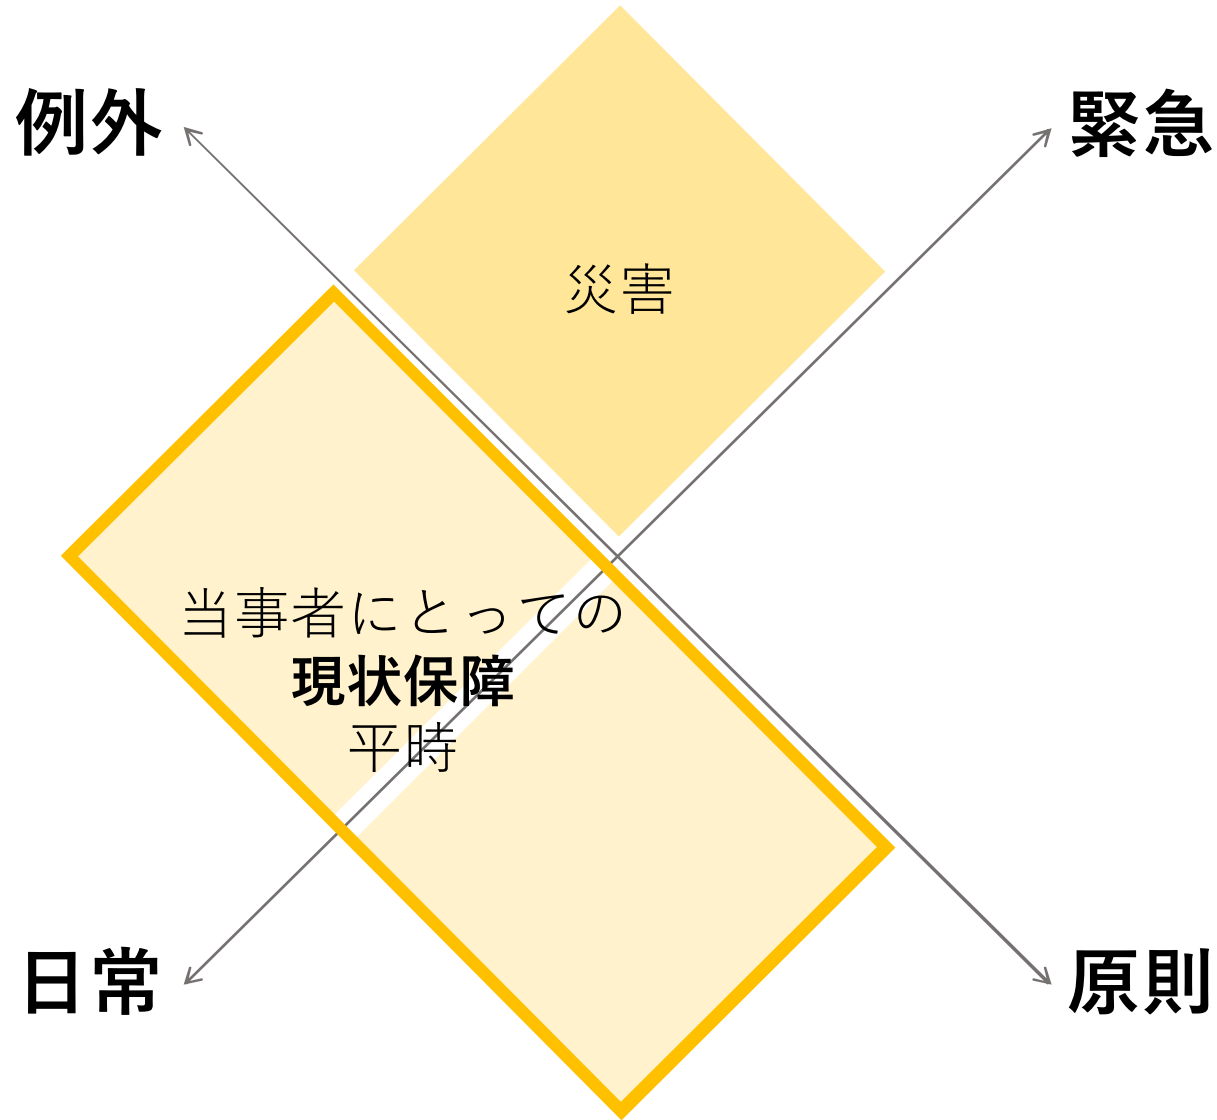 例外
緊急
災害
当事者にとっての
現状保障
平時
日常
原則